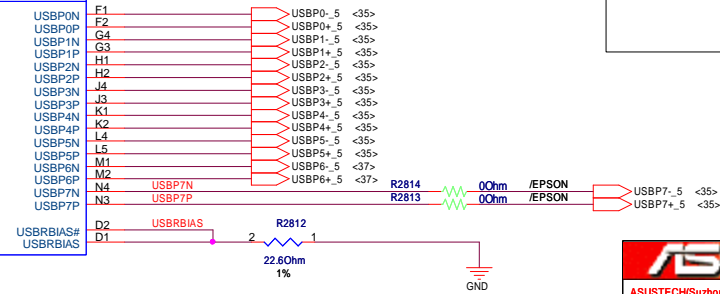 USBP0N F1 USBP0-_5 <35>
USBP0P F2 USBP0+_5 <35>
USBP1N G4 USBP1-_5 <35>
USBP1P G3 USBP1+_5 <35>
USBP2N H1 USBP2-_5 <35>
USBP2P H2 USBP2+_5 <35>
USBP3N J4 USBP3-_5 <35>
USBP3P J3 USBP3+_5 <35>
USBP4N K1 USBP4-_5 <35>
USBP4P K2 USBP4+_5 <35>
USBP5N L4 USBP5-_5 <35>
USBP5P L5 USBP5+_5 <35>
USBP6N M1 USBP6-_5 <37>
USBP6P M2 USBP6+_5 <37>
USBP7N N4 USBP7N R2814 0Ohm /EPSON USBP7-_5 <35>
USBP7P N3 USBP7P R2813 0Ohm /EPSON USBP7+_5 <35>
USBRBIAS# D2 USBRBIAS
USBRBIAS D1
R2812
2 1
22.6Ohm
1%
GND